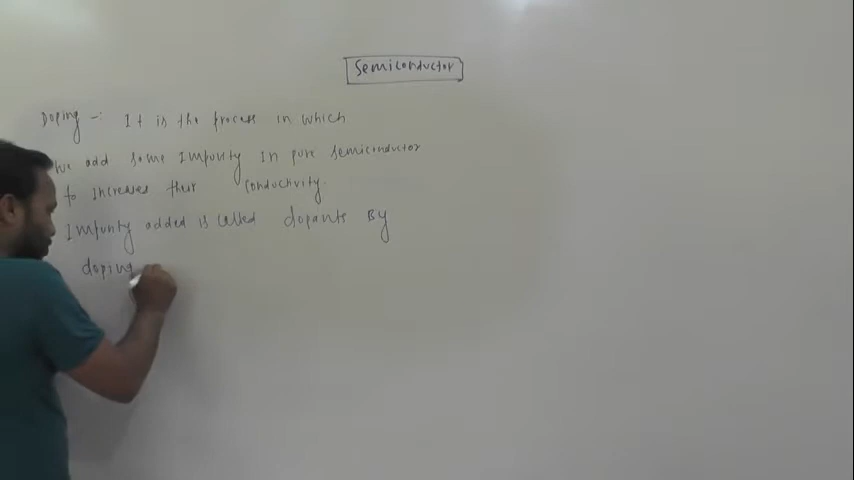 Semiconductor
Doping -: It is the process in which
we add some Impurity In pure semiconductor
to Increases their conductivity.
Impurity added is called dopants By
doping